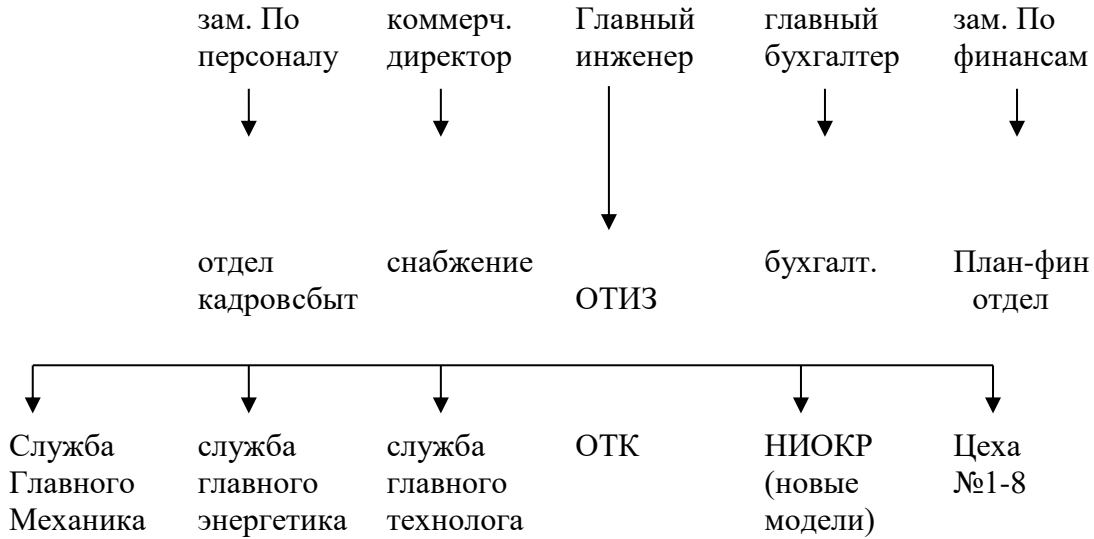 зам. По коммерч. Главный главный зам. По
персоналу директор инженер бухгалтер финансам
отдел снабжение бухгалт. План-фин
кадровсбыт ОТИЗ отдел
Служба служба служба ОТК НИОКР Цеха
Главного главного главного (новые №1-8
Механика энергетика технолога модели)